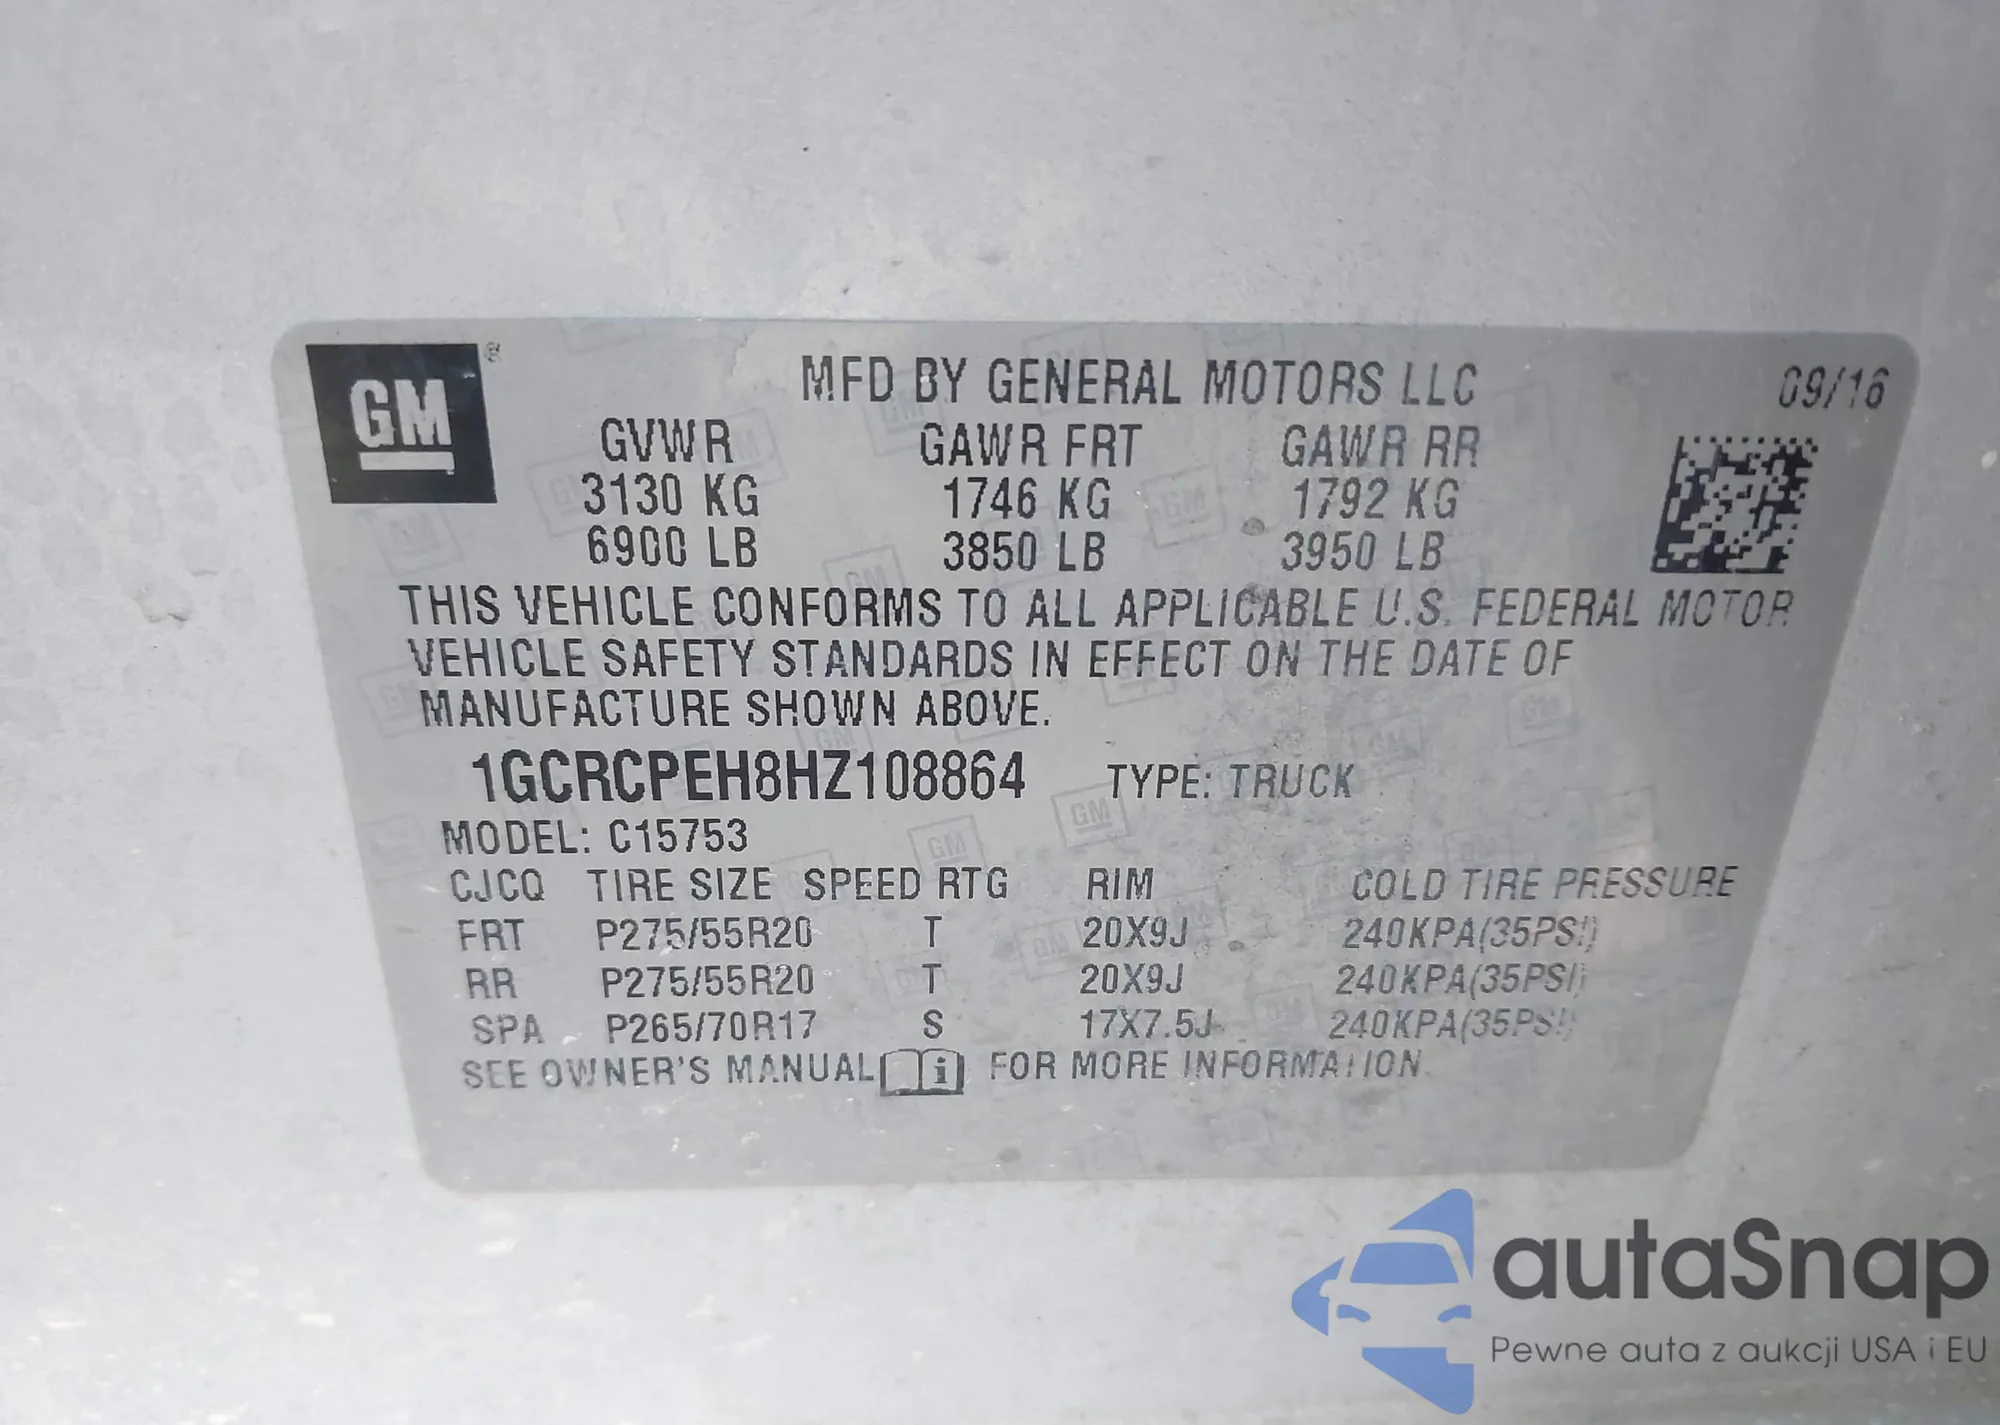 GM®
MFD BY GENERAL MOTORS LLC 09/16
GVWR GAWR FRT GAWR RR
3130 KG 1746 KG 1792 KG
6900 LB 3850 LB 3950 LB
THIS VEHICLE CONFORMS TO ALL APPLICABLE U.S. FEDERAL MOTOR
VEHICLE SAFETY STANDARDS IN EFFECT ON THE DATE OF
MANUFACTURE SHOWN ABOVE.
1GCRCPEH8HZ108864 TYPE: TRUCK
MODEL: C15753
CJCQ TIRE SIZE SPEED RTG RIM COLD TIRE PRESSURE
FRT P275/55R20 T 20X9J 240KPA(35PSI)
RR P275/55R20 T 20X9J 240KPA(35PSI)
SPA P265/70R17 S 17X7.5J 240KPA(35PSI)
SEE OWNER'S MANUAL i FOR MORE INFORMATION.
autaSnap
Pewne auta z aukcji USA i EU